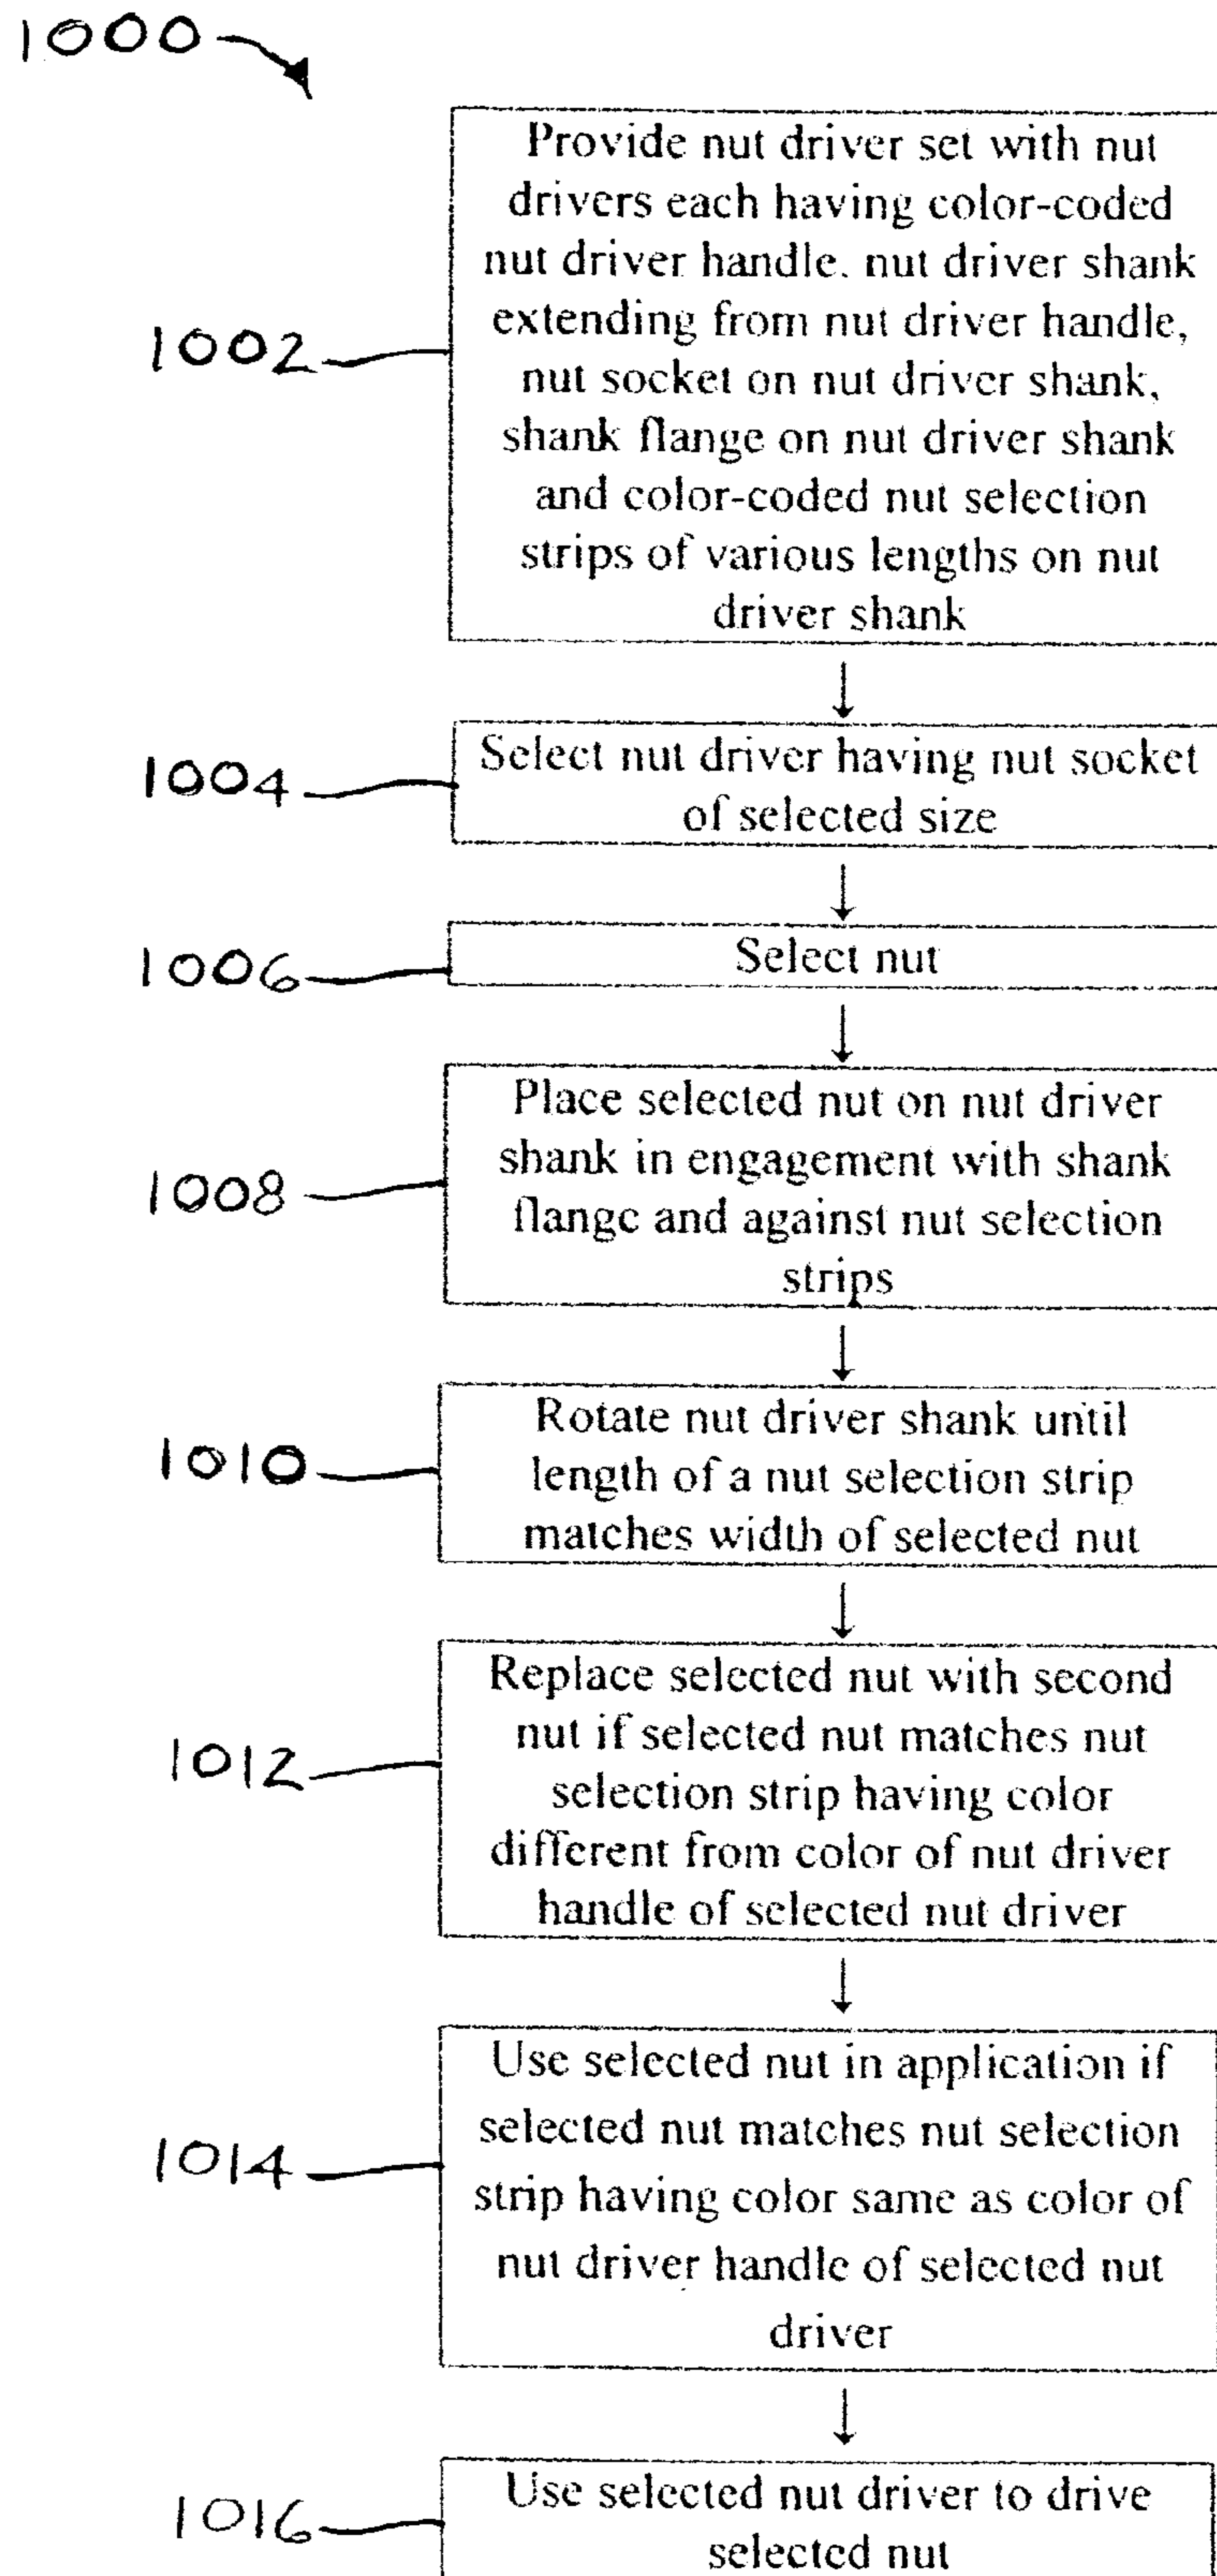 1000
Provide nut driver set with nut
drivers each having color-coded
nut driver handle, nut driver shank
extending from nut driver handle,
nut socket on nut driver shank,
shank flange on nut driver shank
and color-coded nut selection
strips of various lengths on nut
driver shank
1002
Select nut driver having nut socket
of selected size
1004
Select nut
1006
Place selected nut on nut driver
shank in engagement with shank
flange and against nut selection
strips
1008
Rotate nut driver shank until
length of a nut selection strip
matches width of selected nut
1010
Replace selected nut with second
nut if selected nut matches nut
selection strip having color
different from color of nut driver
handle of selected nut driver
1012
Use selected nut in application if
selected nut matches nut selection
strip having color same as color of
nut driver handle of selected nut
driver
1014
Use selected nut driver to drive
selected nut
1016